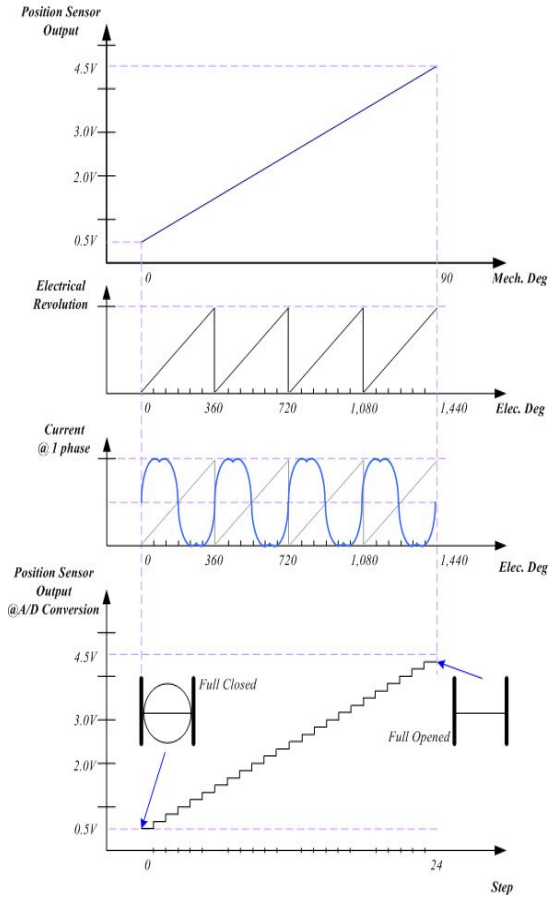 Position Sensor
Output
4.5V
3.0V
2.0V
0.5V
0
90
Mech. Deg
Electrical
Revolution
0
360
720
1,080
1,440
Elec. Deg
Current
@ 1 phase
0
360
720
1,080
1,440
Elec. Deg
Position Sensor
Output
@A/D Conversion
4.5V
3.0V
2.0V
0.5V
Full Closed
Full Opened
0
24
Step